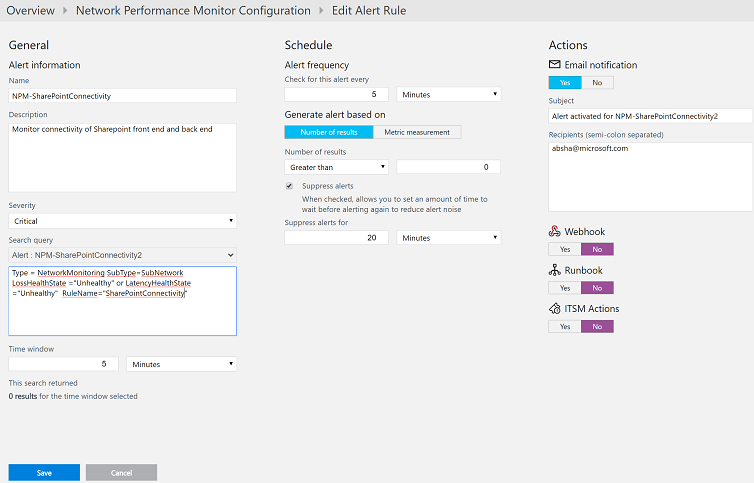 Overview Network Performance Monitor Configuration Edit Alert Rule
General
Alert information
Name
NPM-SharePointConnectivity
Description
Monitor connectivity of Sharepoint front end and back end
Severity
Critical
Search query
Alert : NPM-SharePointConnectivity2
Type = NetworkMonitoring SubType=SubNetwork
LossHealthState ="Unhealthy" or LatencyHealthState
="Unhealthy" RuleName="SharePointConnectivity"
Time window
5 Minutes
This search returned
0 results for the time window selected
Save Cancel
Schedule
Alert frequency
Check for this alert every
5 Minutes
Generate alert based on
Number of results Metric measurement
Number of results
Greater than 0
Suppress alerts
When checked, allows you to set an amount of time to
wait before alerting again to reduce alert noise
Suppress alerts for
20 Minutes
Actions
Email notification
Yes No
Subject
Alert activated for NPM-SharePointConnectivity2
Recipients (semi-colon separated)
absha@microsoft.com
Webhook
Yes No
Runbook
Yes No
ITSM Actions
Yes No